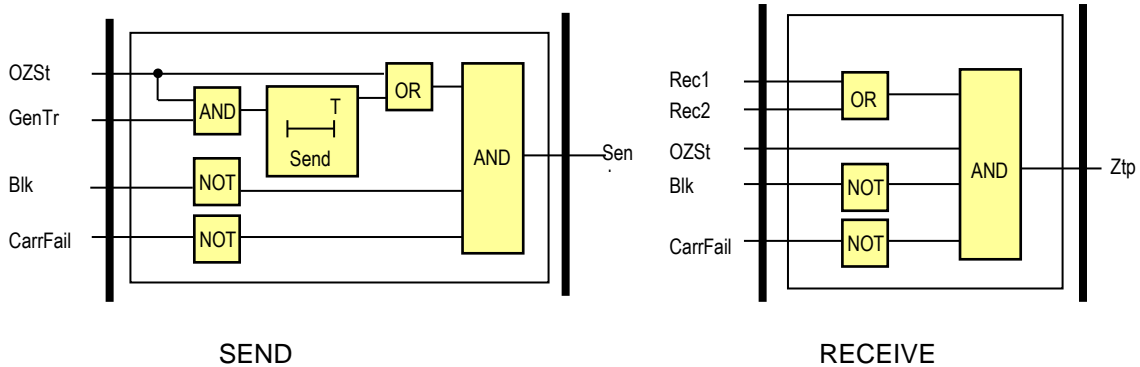 OZSt
GenTr
Blk
CarrFail
AND
T
Send
OR
NOT
NOT
AND
Sen
SEND
Rec1
Rec2
OZSt
Blk
CarrFail
OR
NOT
NOT
AND
Ztp
RECEIVE